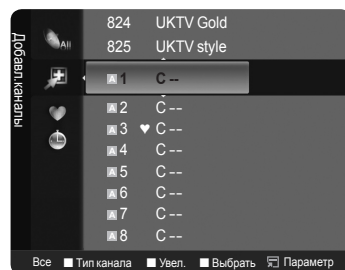 Добавл.каналы
All
824 UKTV Gold
825 UKTV style
A 1 C --
A 2 C --
A 3 ♥ C --
A 4 C --
A 5 C --
A 6 C --
A 7 C --
A 8 C --
Все Тип канала Увел. Выбрать Параметр